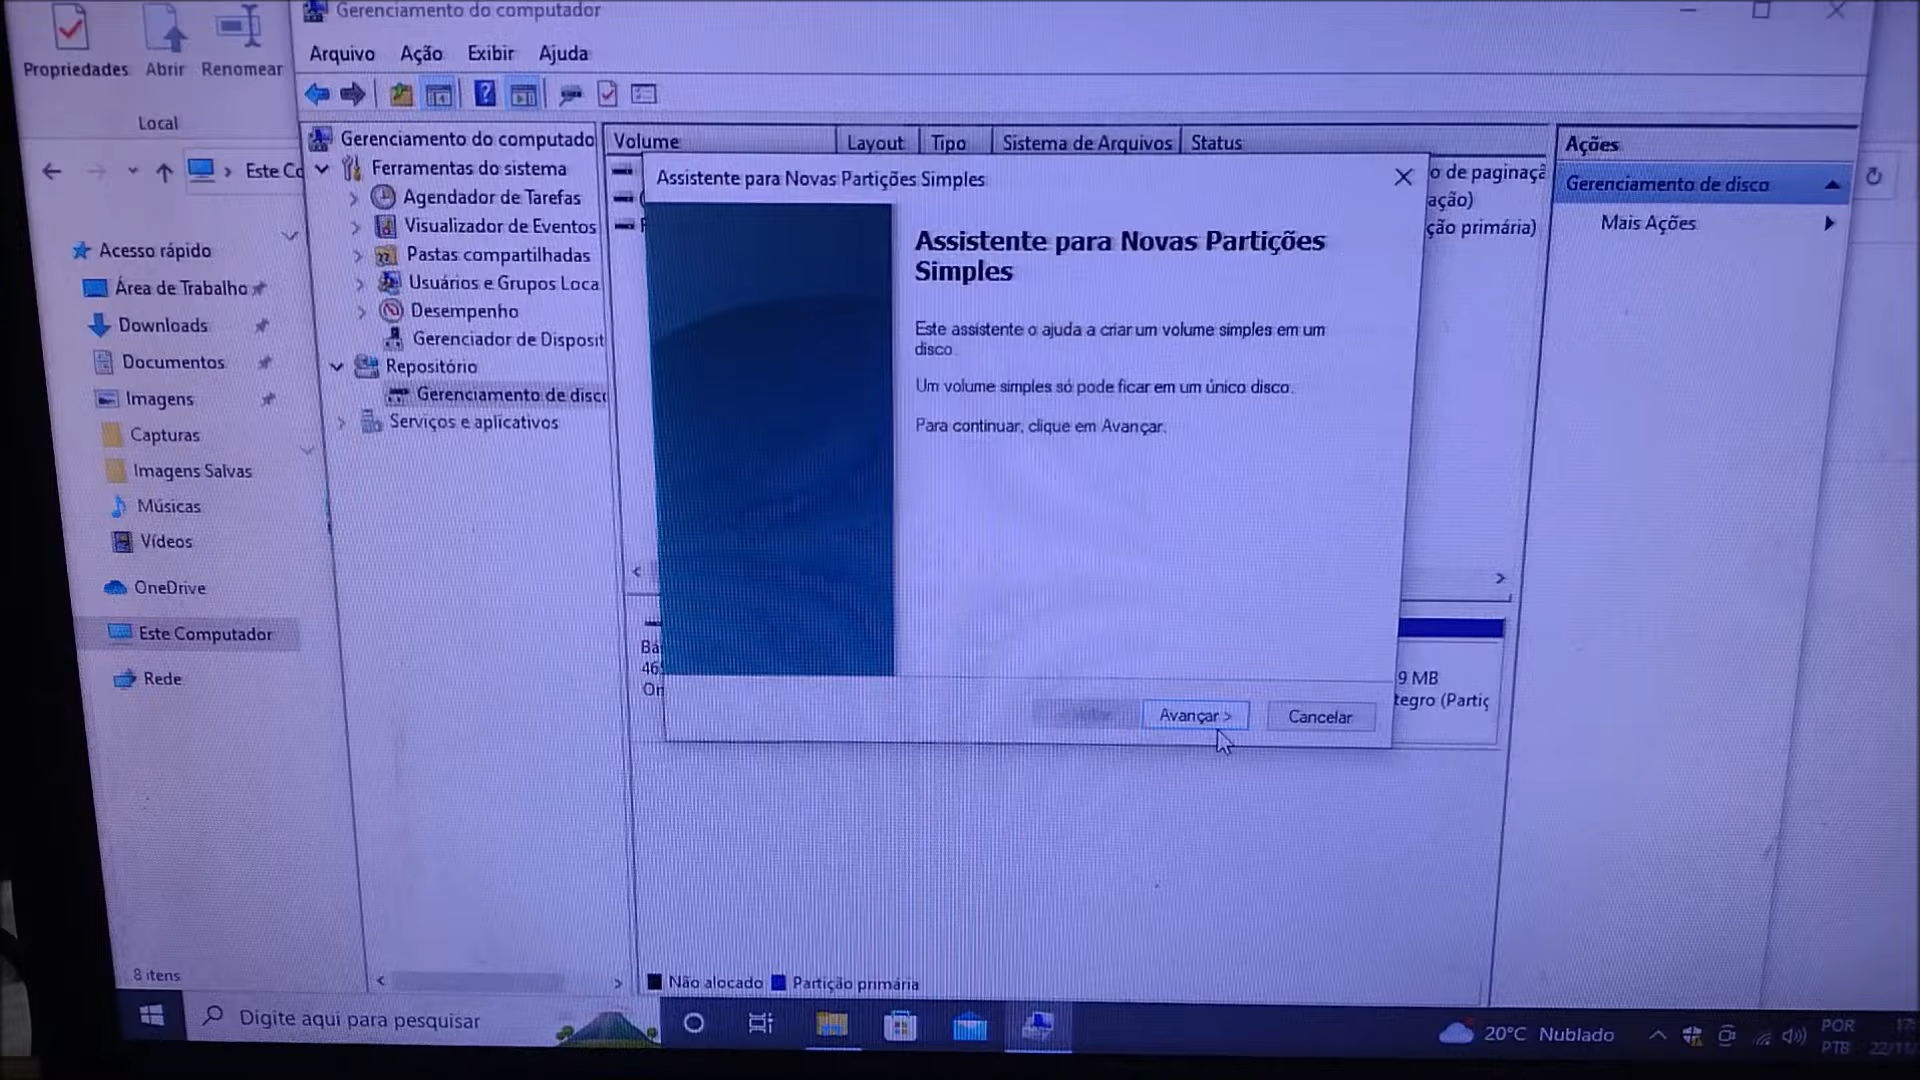 Gerenciamento do computador
Propriedades Abrir Renomear
Local
Arquivo Ação Exibir Ajuda
Este Co
Acesso rápido
Área de Trabalho
Downloads
Documentos
Imagens
Capturas
Imagens Salvas
Músicas
Vídeos
OneDrive
Este Computador
Rede
8 itens
Gerenciamento do computado
Ferramentas do sistema
Agendador de Tarefas
Visualizador de Eventos
Pastas compartilhadas
Usuários e Grupos Loca
Desempenho
Gerenciador de Disposit
Repositório
Gerenciamento de disco
Serviços e aplicativos
Volume Layout Tipo Sistema de Arquivos Status
o de paginaçã
ação)
ção primária)
Assistente para Novas Partições Simples
Assistente para Novas Partições
Simples
Este assistente o ajuda a criar um volume simples em um
disco.
Um volume simples só pode ficar em um único disco.
Para continuar, clique em Avançar.
Avançar > Cancelar
Bá
46
On
9 MB
tegro (Partiç
Não alocado Partição primária
Ações
Gerenciamento de disco
Mais Ações
Digite aqui para pesquisar
20°C Nublado
POR
PTB